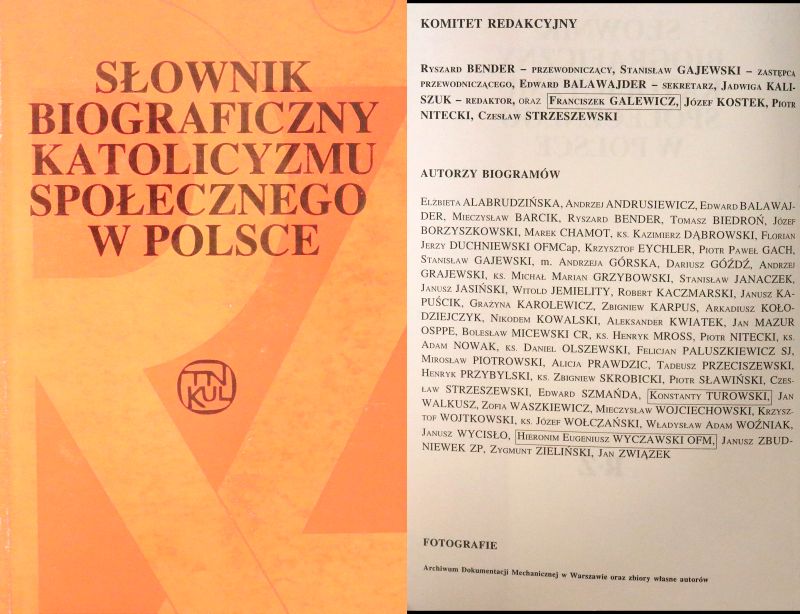 SŁOWNIK
BIOGRAFICZNY
KATOLICYZMU
SPOŁECZNEGO
W POLSCE
TN
KUL
KOMITET REDAKCYJNY
RYSZARD BENDER – PRZEWODNICZĄCY, STANISŁAW GAJEWSKI – ZASTĘPCA
PRZEWODNICZĄCEGO, EDWARD BALAWAJDER – SEKRETARZ, JADWIGA KALI-
SZUK – REDAKTOR, ORAZ FRANCISZEK GALEWICZ, JÓZEF KOSTEK, PIOTR
NITECKI, CZESŁAW STRZESZEWSKI
AUTORZY BIOGRAMÓW
ELŻBIETA ALABRUDZIŃSKA, ANDRZEJ ANDRUSIEWICZ, EDWARD BALAWAJ-
DER, MIECZYSŁAW BARCIK, RYSZARD BENDER, TOMASZ BIEDROŃ, JÓZEF
BORZYSZKOWSKI, MAREK CHAMOT, KS. KAZIMIERZ DĄBROWSKI, FLORIAN
JERZY DUCHNIEWSKI OFMCap, KRZYSZTOF EYCHLER, PIOTR PAWEŁ GACH,
STANISŁAW GAJEWSKI, M. ANDRZEJA GÓRSKA, DARIUSZ GÓŹDŹ, ANDRZEJ
GRAJEWSKI, KS. MICHAŁ MARIAN GRZYBOWSKI, STANISŁAW JANACZEK,
JANUSZ JASIŃSKI, WITOLD JEMIELITY, ROBERT KACZMARSKI, JANUSZ KA-
PUŚCIK, GRAŻYNA KAROLEWICZ, ZBIGNIEW KARPUS, ARKADIUSZ KOŁO-
DZIEJCZYK, NIKODEM KOWALSKI, ALEKSANDER KWIATEK, JAN MAZUR
OSPPE, BOLESŁAW MICEWSKI CR, KS. HENRYK MROSS, PIOTR NITECKI, KS.
ADAM NOWAK, KS. DANIEL OLSZEWSKI, FELICJAN PALUSZKIEWICZ SJ,
MIROSŁAW PIOTROWSKI, ALICJA PRAWDZIC, TADEUSZ PRZECISZEWSKI,
HENRYK PRZYBYLSKI, KS. ZBIGNIEW SKROBICKI, PIOTR SŁAWIŃSKI, CZES-
ŁAW STRZESZEWSKI, EDWARD SZMAŃDA, KONSTANTY TUROWSKI, JAN
WALKUSZ, ZOFIA WASZKIEWICZ, MIECZYSŁAW WOJCIECHOWSKI, KRZYSZ-
TOF WOJTKOWSKI, KS. JÓZEF WOŁCZAŃSKI, WŁADYSŁAW ADAM WOŹNIAK,
JANUSZ WYCISŁO, HIERONIM EUGENIUSZ WYCZAWSKI OFM, JANUSZ ZBUD-
NIEWEK ZP, ZYGMUNT ZIELIŃSKI, JAN ZWIĄZEK
FOTOGRAFIE
Archiwum Dokumentacji Mechanicznej w Warszawie oraz zbiory własne autorów